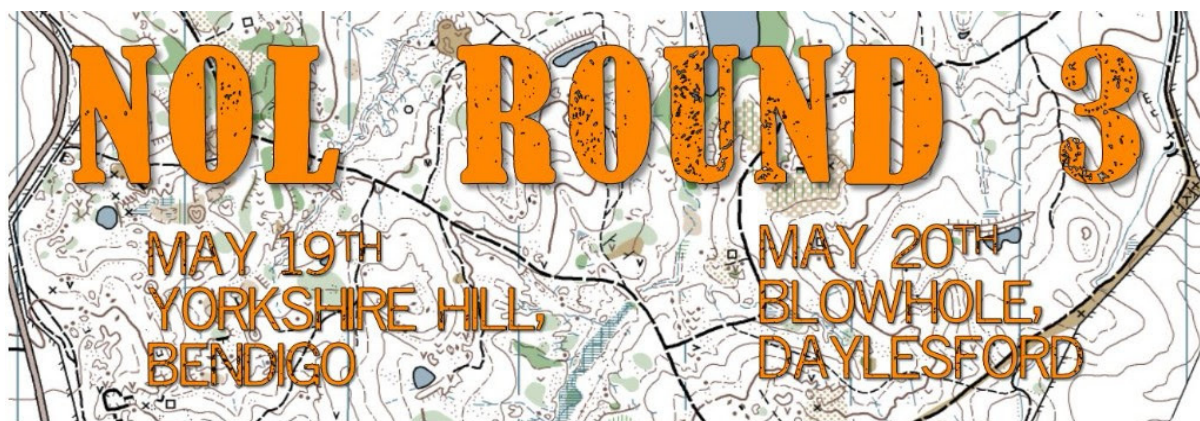 NOL ROUND 3
MAY 19TH
YORKSHIRE HILL,
BENDIGO
MAY 20TH
BLOWHOLE,
DAYLESFORD